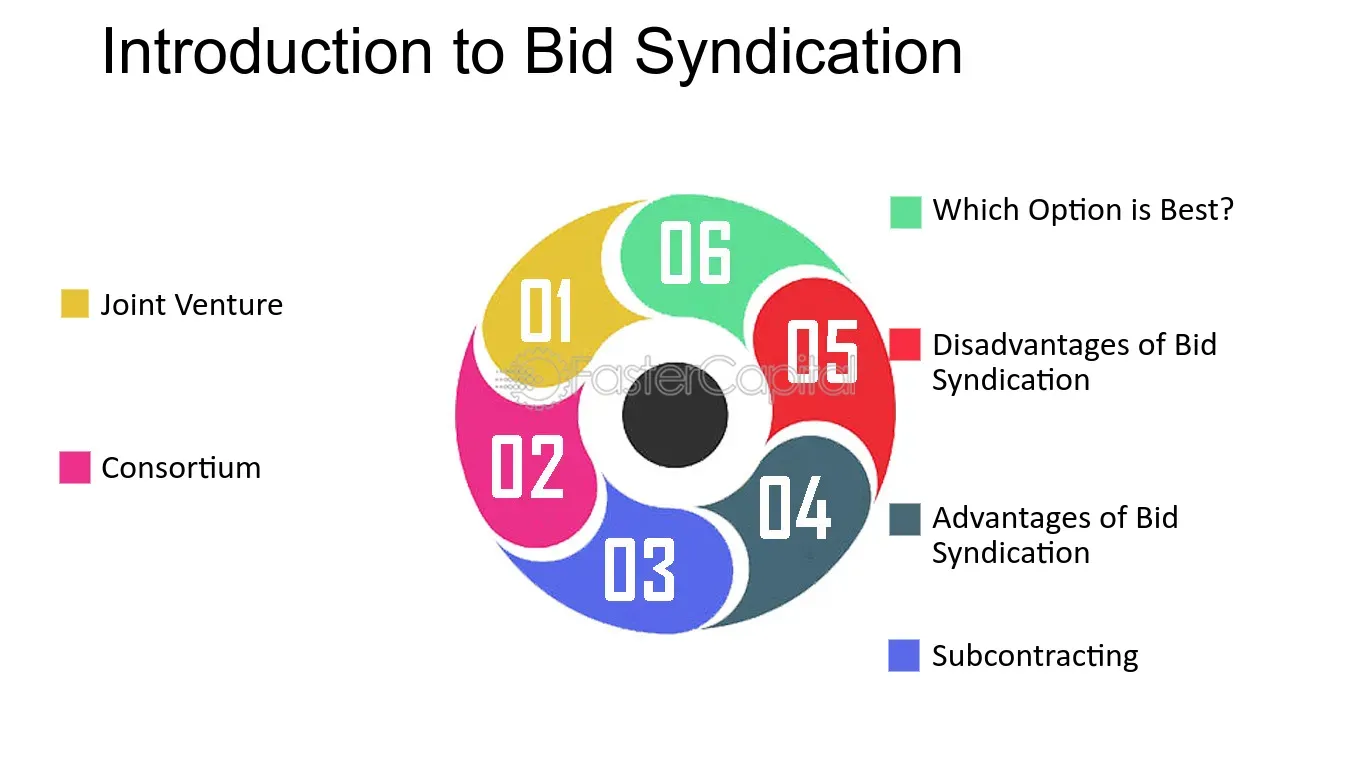 Introduction to Bid Syndication
06
Which Option is Best?
01
Joint Venture
05
Disadvantages of Bid
Syndication
FasterCapital
02
Consortium
04
Advantages of Bid
Syndication
03
Subcontracting